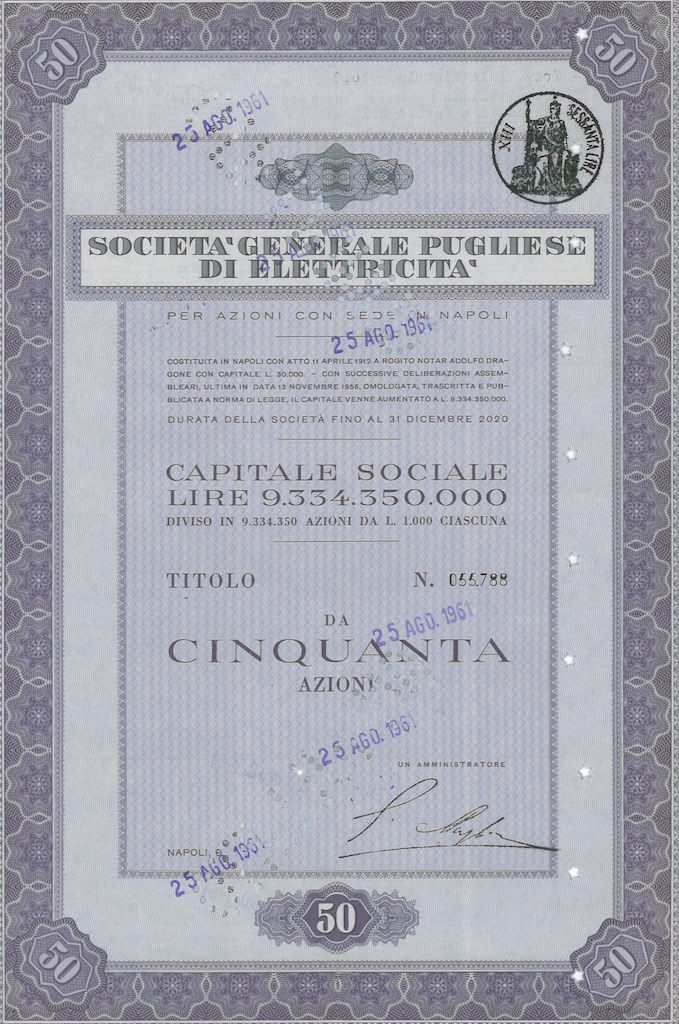 50
50
25 AGO. 1961
XIII SESSANTA LIRE
SOCIETA' GENERALE PUGLIESE
DI ELETTRICITA'
PER AZIONI CON SEDE IN NAPOLI
25 AGO. 1961
COSTITUITA IN NAPOLI CON ATTO 11 APRILE 1912 A ROGITO NOTAR ADOLFO DRA-
GONE CON CAPITALE L. 30.000. - CON SUCCESSIVE DELIBERAZIONI ASSEM-
BLEARI, ULTIMA IN DATA 13 NOVEMBRE 1956, OMOLOGATA, TRASCRITTA E PUB-
BLICATA A NORMA DI LEGGE, IL CAPITALE VENNE AUMENTATO A L. 9.334.350.000.
DURATA DELLA SOCIETÀ FINO AL 31 DICEMBRE 2020
CAPITALE SOCIALE
LIRE 9.334.350.000
DIVISO IN 9.334.350 AZIONI DA L. 1.000 CIASCUNA
TITOLO N. 055.788
DA
25 AGO. 1961
CINQUANTA
AZIONI
25 AGO. 1961
UN AMMINISTRATORE
NAPOLI,
25 AGO. 1961
50
50
50